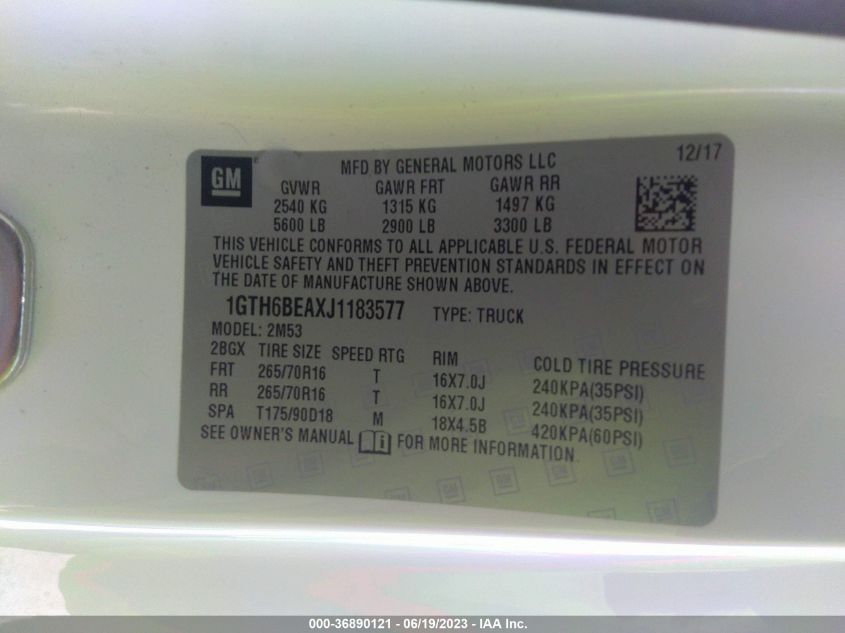 GM
MFD BY GENERAL MOTORS LLC 12/17
GVWR GAWR FRT GAWR RR
2540 KG 1315 KG 1497 KG
5600 LB 2900 LB 3300 LB
THIS VEHICLE CONFORMS TO ALL APPLICABLE U.S. FEDERAL MOTOR
VEHICLE SAFETY AND THEFT PREVENTION STANDARDS IN EFFECT ON
THE DATE OF MANUFACTURE SHOWN ABOVE.
1GTH6BEAXJ1183577 TYPE: TRUCK
MODEL: 2M53
2BGX TIRE SIZE SPEED RTG RIM COLD TIRE PRESSURE
FRT 265/70R16 T 16X7.0J 240KPA(35PSI)
RR 265/70R16 T 16X7.0J 240KPA(35PSI)
SPA T175/90D18 M 18X4.5B 420KPA(60PSI)
SEE OWNER'S MANUAL FOR MORE INFORMATION.
000-36890121 - 06/19/2023 - IAA Inc.